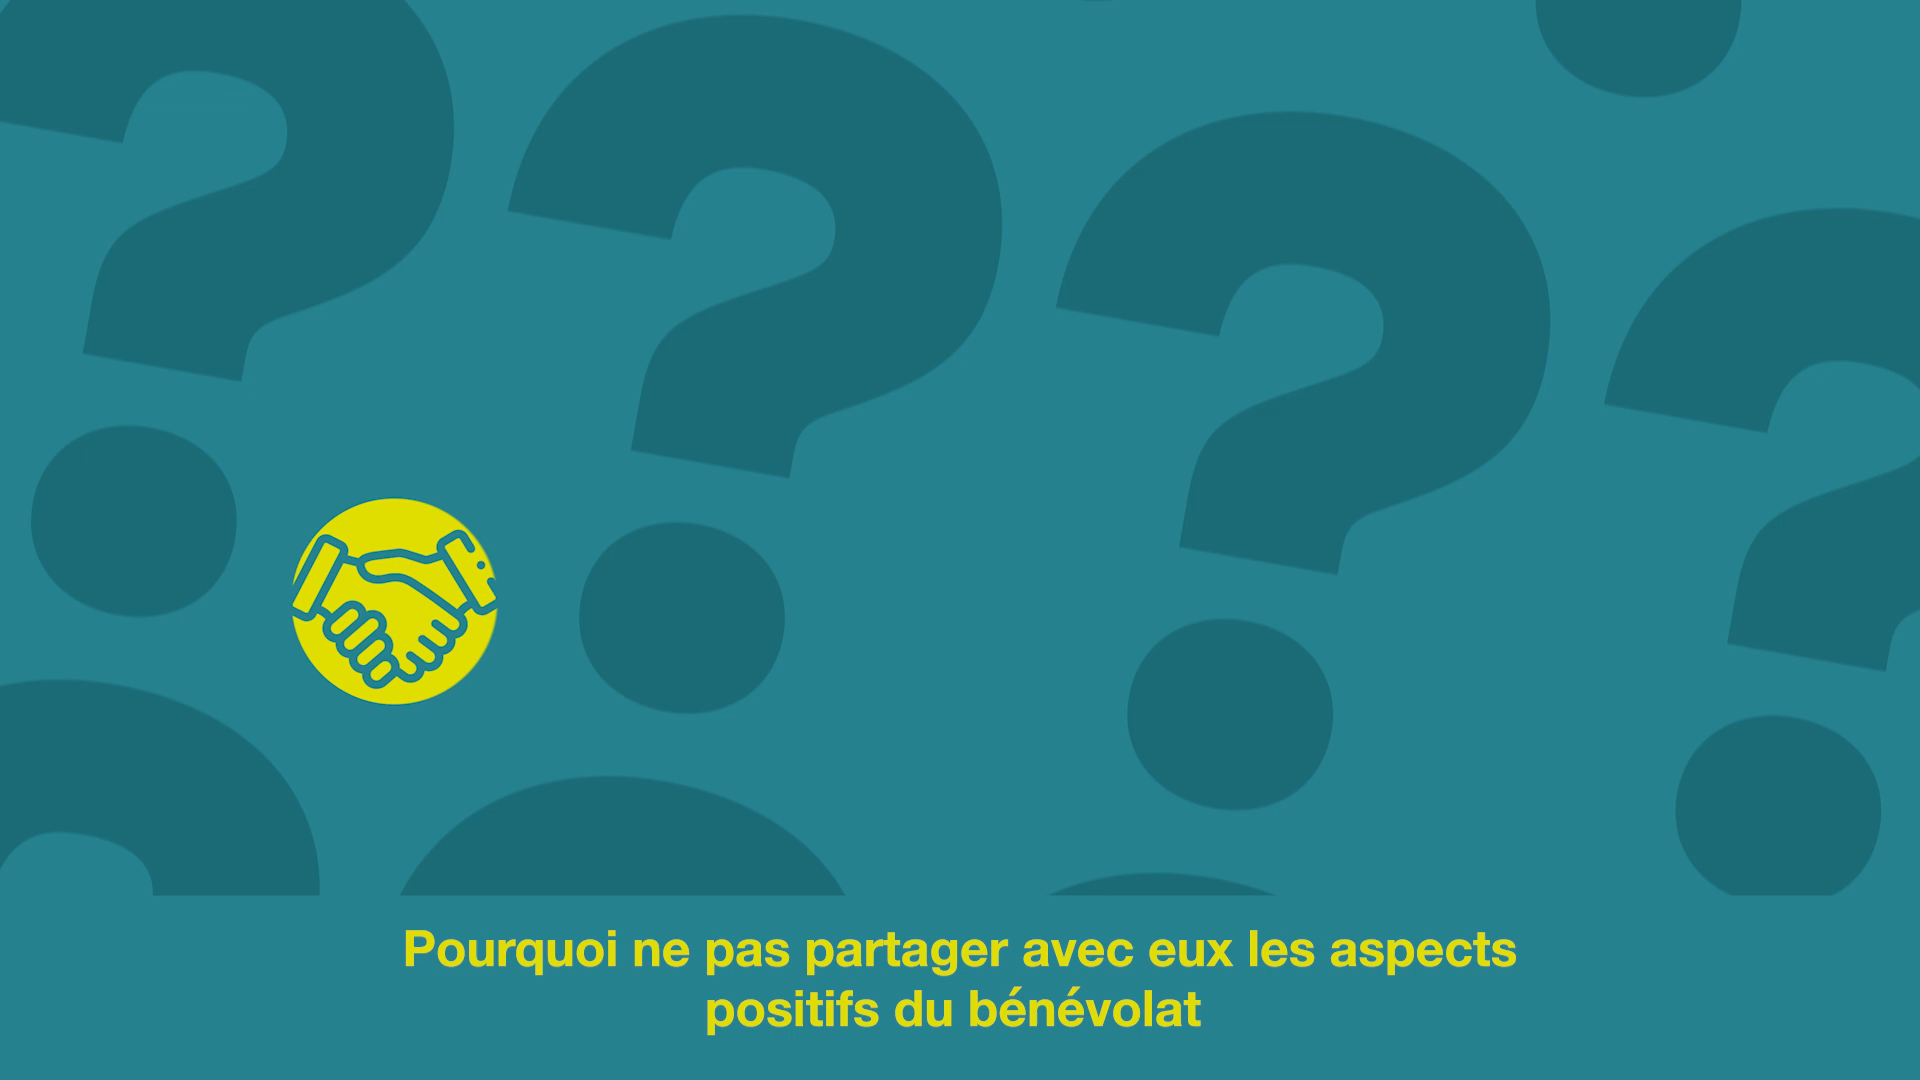 Pourquoi ne pas partager avec eux les aspects
positifs du bénévolat